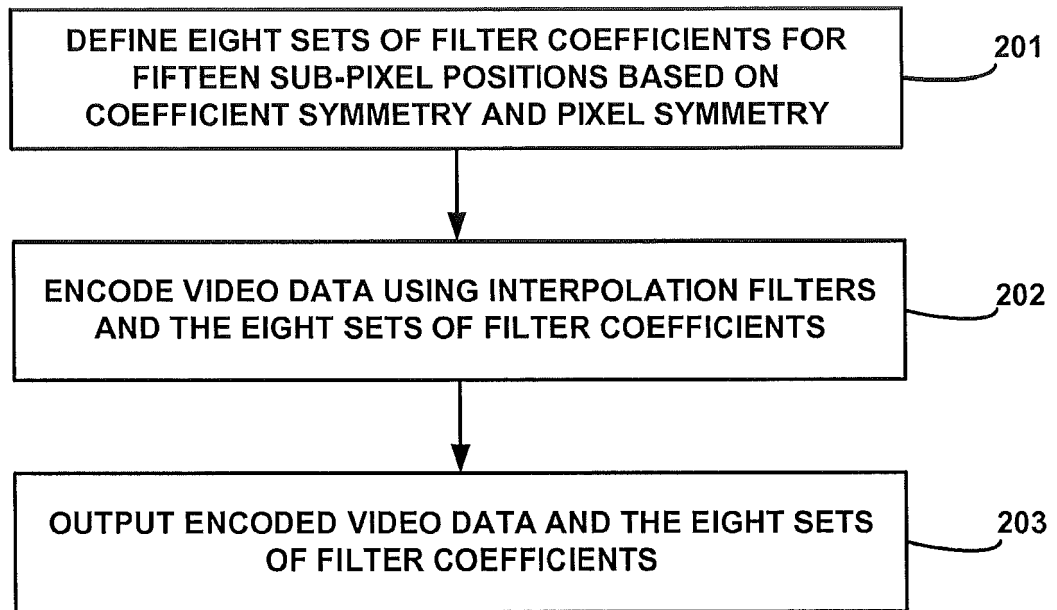 DEFINE EIGHT SETS OF FILTER COEFFICIENTS FOR
FIFTEEN SUB-PIXEL POSITIONS BASED ON
COEFFICIENT SYMMETRY AND PIXEL SYMMETRY
201
ENCODE VIDEO DATA USING INTERPOLATION FILTERS
AND THE EIGHT SETS OF FILTER COEFFICIENTS
202
OUTPUT ENCODED VIDEO DATA AND THE EIGHT SETS
OF FILTER COEFFICIENTS
203